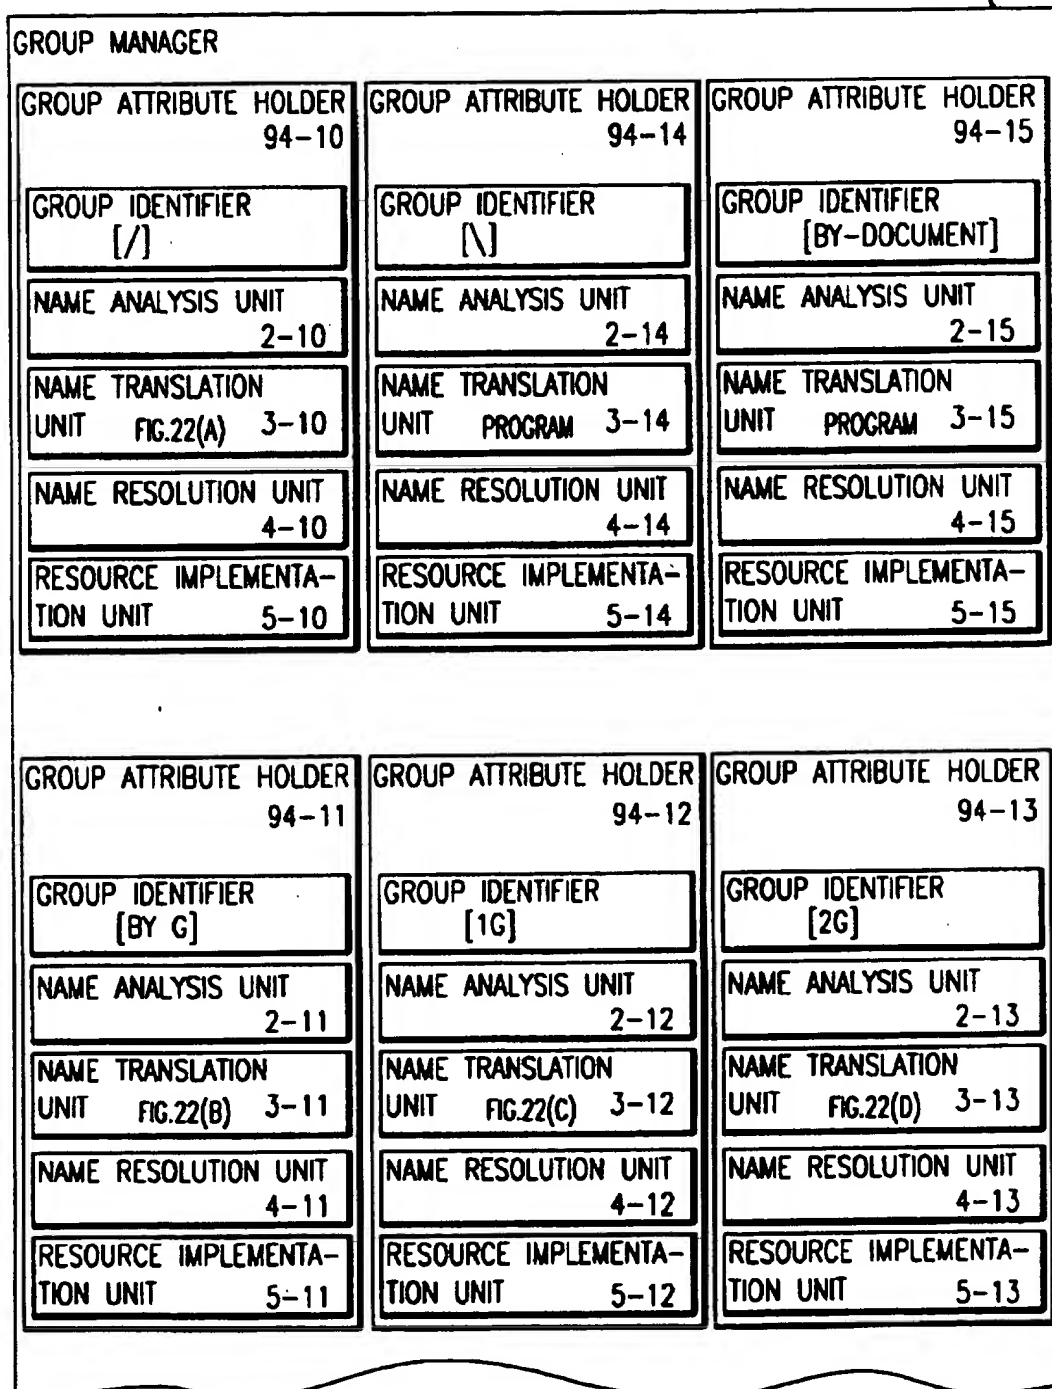 GROUP MANAGER
GROUP ATTRIBUTE HOLDER
94-10
GROUP IDENTIFIER
[/]
NAME ANALYSIS UNIT
2-10
NAME TRANSLATION
UNIT FIG.22(A) 3-10
NAME RESOLUTION UNIT
4-10
RESOURCE IMPLEMENTA-
TION UNIT 5-10
GROUP ATTRIBUTE HOLDER
94-14
GROUP IDENTIFIER
[\]
NAME ANALYSIS UNIT
2-14
NAME TRANSLATION
UNIT PROGRAM 3-14
NAME RESOLUTION UNIT
4-14
RESOURCE IMPLEMENTA-
TION UNIT 5-14
GROUP ATTRIBUTE HOLDER
94-15
GROUP IDENTIFIER
[BY-DOCUMENT]
NAME ANALYSIS UNIT
2-15
NAME TRANSLATION
UNIT PROGRAM 3-15
NAME RESOLUTION UNIT
4-15
RESOURCE IMPLEMENTA-
TION UNIT 5-15
GROUP ATTRIBUTE HOLDER
94-11
GROUP IDENTIFIER
[BY G]
NAME ANALYSIS UNIT
2-11
NAME TRANSLATION
UNIT FIG.22(B) 3-11
NAME RESOLUTION UNIT
4-11
RESOURCE IMPLEMENTA-
TION UNIT 5-11
GROUP ATTRIBUTE HOLDER
94-12
GROUP IDENTIFIER
[1G]
NAME ANALYSIS UNIT
2-12
NAME TRANSLATION
UNIT FIG.22(C) 3-12
NAME RESOLUTION UNIT
4-12
RESOURCE IMPLEMENTA-
TION UNIT 5-12
GROUP ATTRIBUTE HOLDER
94-13
GROUP IDENTIFIER
[2G]
NAME ANALYSIS UNIT
2-13
NAME TRANSLATION
UNIT FIG.22(D) 3-13
NAME RESOLUTION UNIT
4-13
RESOURCE IMPLEMENTA-
TION UNIT 5-13